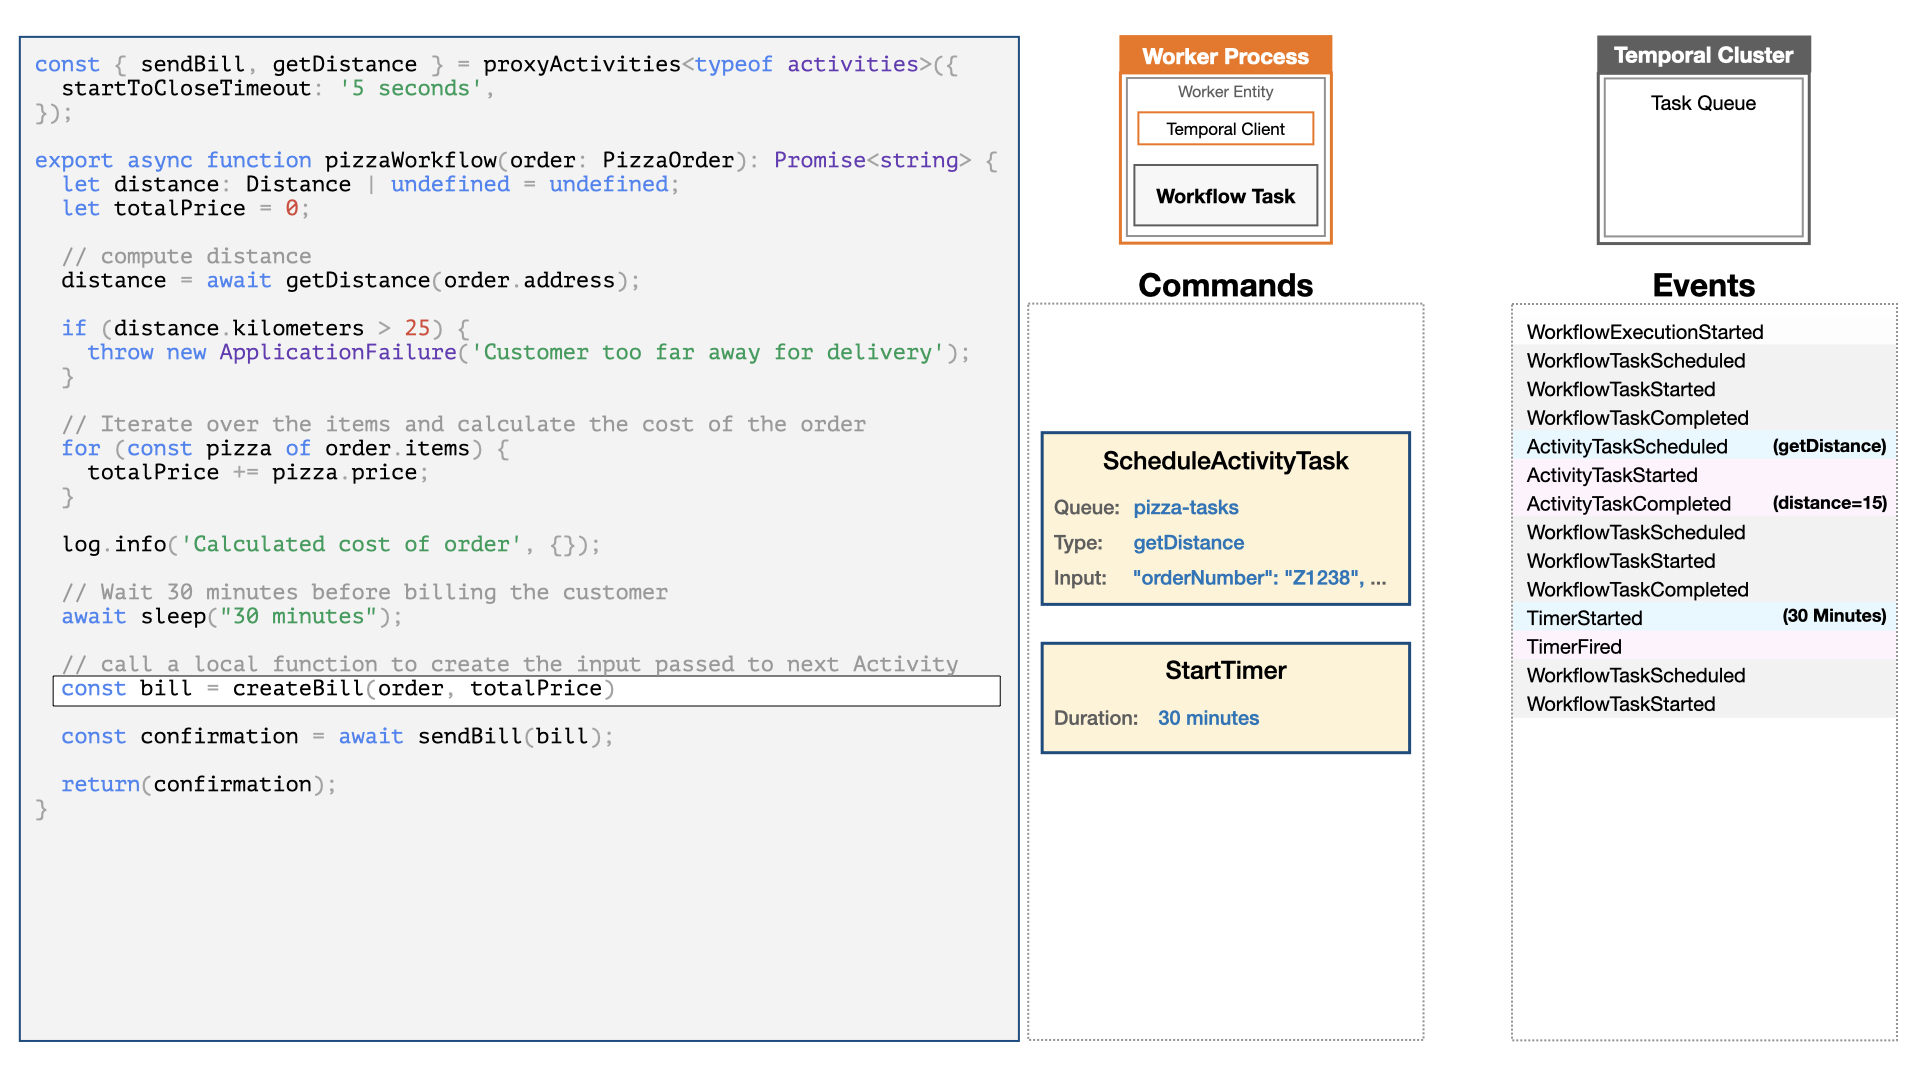 const { sendBill, getDistance } = proxyActivities<typeof activities>({
  startToCloseTimeout: '5 seconds',
});

export async function pizzaWorkflow(order: PizzaOrder): Promise<string> {
  let distance: Distance | undefined = undefined;
  let totalPrice = 0;

  // compute distance
  distance = await getDistance(order.address);

  if (distance.kilometers > 25) {
    throw new ApplicationFailure('Customer too far away for delivery');
  }

  // Iterate over the items and calculate the cost of the order
  for (const pizza of order.items) {
    totalPrice += pizza.price;
  }

  log.info('Calculated cost of order', {});

  // Wait 30 minutes before billing the customer
  await sleep("30 minutes");

  // call a local function to create the input passed to next Activity
  const bill = createBill(order, totalPrice)

  const confirmation = await sendBill(bill);

  return(confirmation);
}
Worker Process
Worker Entity
Temporal Client
Workflow Task
Commands
ScheduleActivityTask
Queue: pizza-tasks
Type: getDistance
Input: "orderNumber": "Z1238", ...
StartTimer
Duration: 30 minutes
Temporal Cluster
Task Queue
Events
WorkflowExecutionStarted
WorkflowTaskScheduled
WorkflowTaskStarted
WorkflowTaskCompleted
ActivityTaskScheduled (getDistance)
ActivityTaskStarted
ActivityTaskCompleted (distance=15)
WorkflowTaskScheduled
WorkflowTaskStarted
WorkflowTaskCompleted
TimerStarted (30 Minutes)
TimerFired
WorkflowTaskScheduled
WorkflowTaskStarted